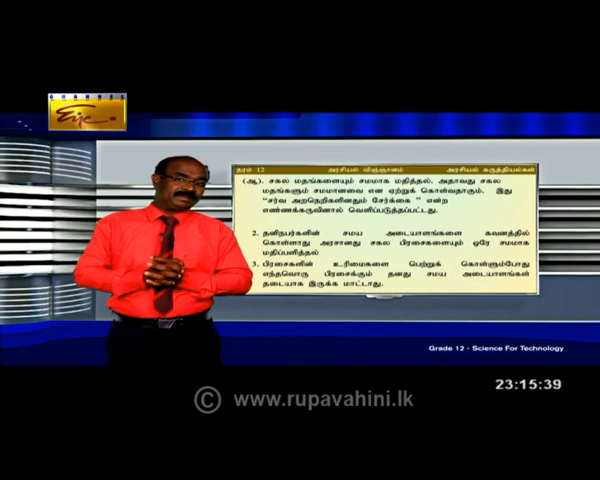 CHANNEL
Eye
தரம் 12 அரசியல் விஞ்ஞானம் அரசியல் கருத்தியல்கள்
(ஆ). சகல மதங்களையும் சமமாக மதித்தல். அதாவது சகல
மதங்களும் சமமானவை என ஏற்றுக் கொள்வதாகும். இது
“சர்வ அறநெறிகளினதும் சேர்க்கை ” என்ற
எண்ணக்கருவினால் வெளிப்படுத்தப்பட்டது.
2. தனிநபர்களின் சமய அடையாளங்களை கவனத்தில்
கொள்ளாது அரசானது சகல பிரசைகளையும் ஒரே சமமாக
மதிப்பளித்தல்
3. பிரசைகளின் உரிமைகளை பெற்றுக் கொள்ளும்போது
எந்தவொரு பிரசைக்கும் தனது சமய அடையாளங்கள்
தடையாக இருக்க மாட்டாது.
Grade 12 - Science For Technology
23:15:39
© www.rupavahini.lk